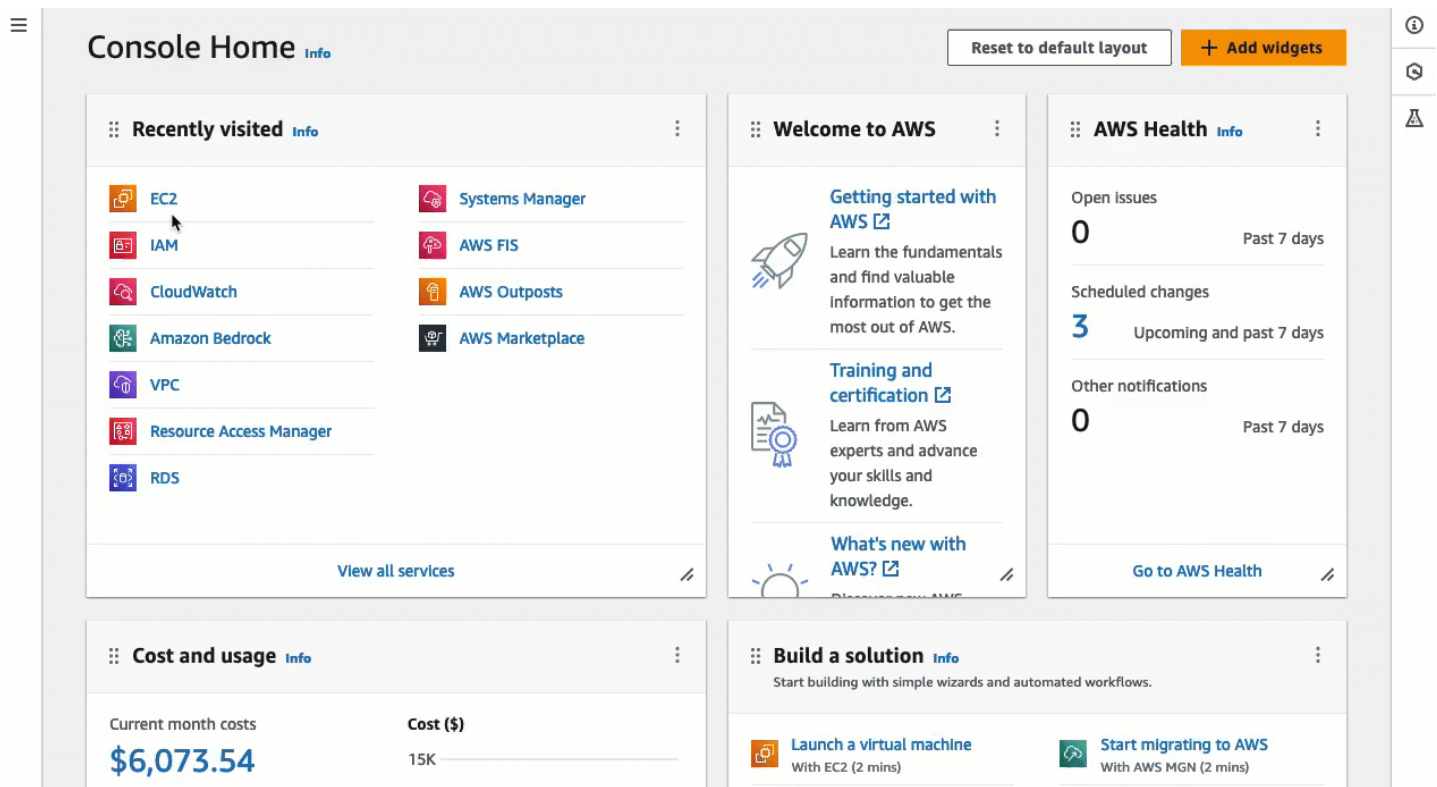 Console Home Info
Reset to default layout
+ Add widgets
Recently visited Info
EC2
IAM
CloudWatch
Amazon Bedrock
VPC
Resource Access Manager
RDS
Systems Manager
AWS FIS
AWS Outposts
AWS Marketplace
View all services
Welcome to AWS
Getting started with
AWS
Learn the fundamentals
and find valuable
information to get the
most out of AWS.
Training and
certification
Learn from AWS
experts and advance
your skills and
knowledge.
What's new with
AWS?
Discover new AWS
AWS Health Info
Open issues
0 Past 7 days
Scheduled changes
3 Upcoming and past 7 days
Other notifications
0 Past 7 days
Go to AWS Health
Cost and usage Info
Current month costs
$6,073.54
Cost ($)
15K
Build a solution Info
Start building with simple wizards and automated workflows.
Launch a virtual machine
With EC2 (2 mins)
Start migrating to AWS
With AWS MGN (2 mins)